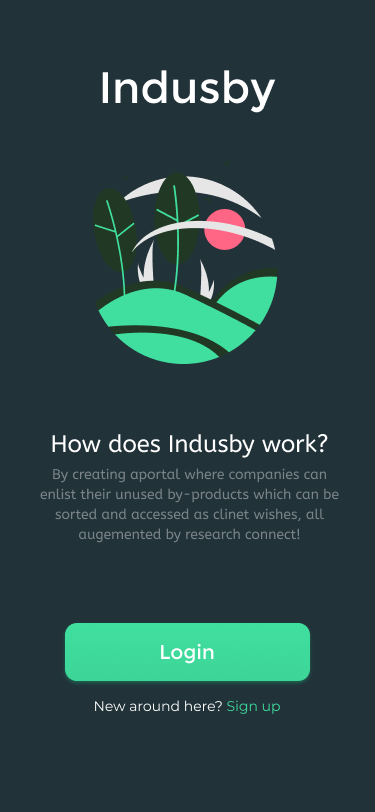 Indusby
How does Indusby work?
By creating aportal where companies can
enlist their unused by-products which can be
sorted and accessed as clinet wishes, all
augemented by research connect!
Login
New around here? Sign up